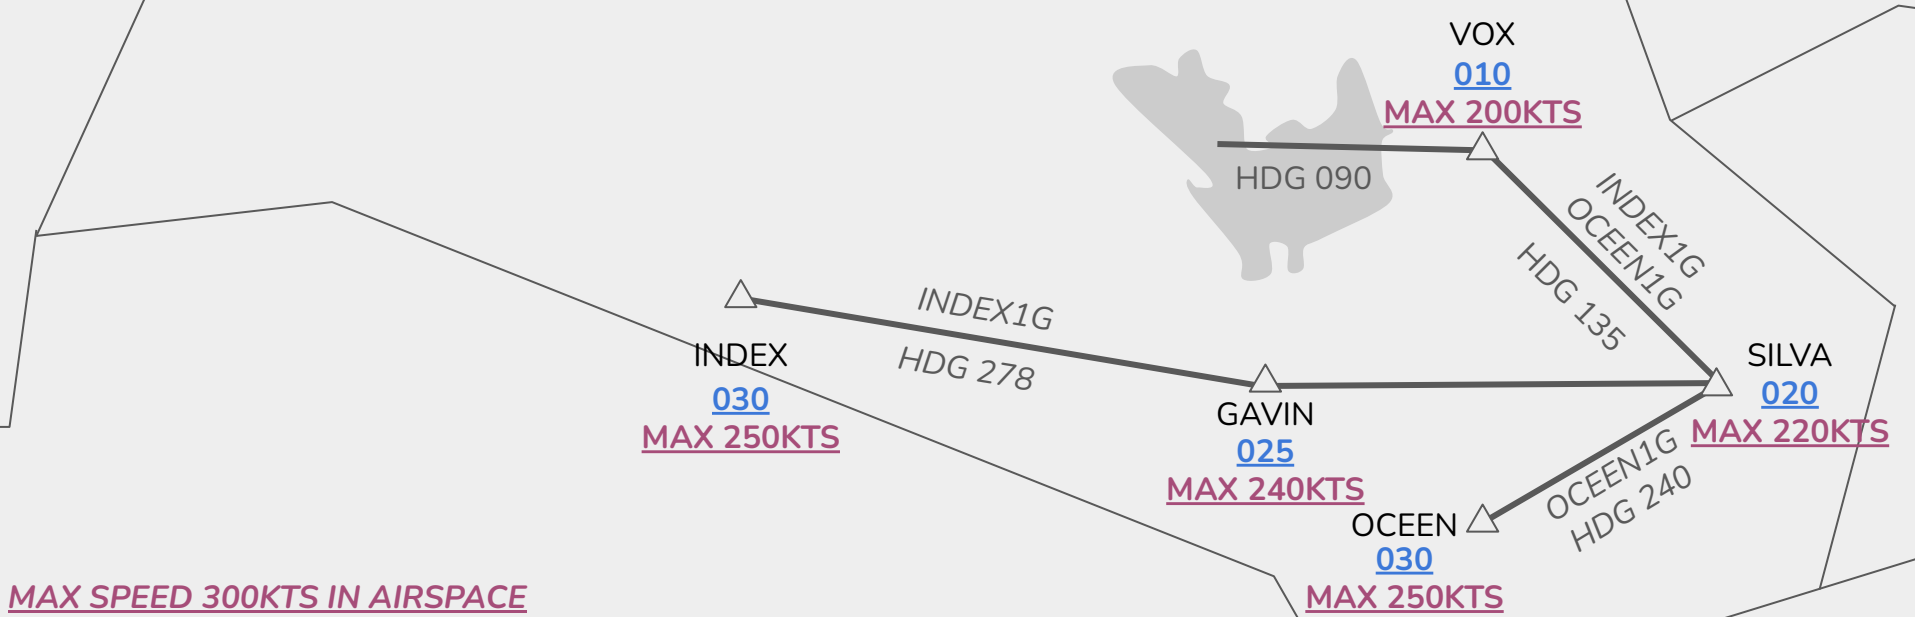 VOX
010
MAX 200KTS
HDG 090
INDEX1G
OCEEN1G
HDG 135
INDEX1G
HDG 278
INDEX
030
MAX 250KTS
GAVIN
025
MAX 240KTS
SILVA
020
MAX 220KTS
OCEEN1G
HDG 240
OCEEN
030
MAX 250KTS
MAX SPEED 300KTS IN AIRSPACE